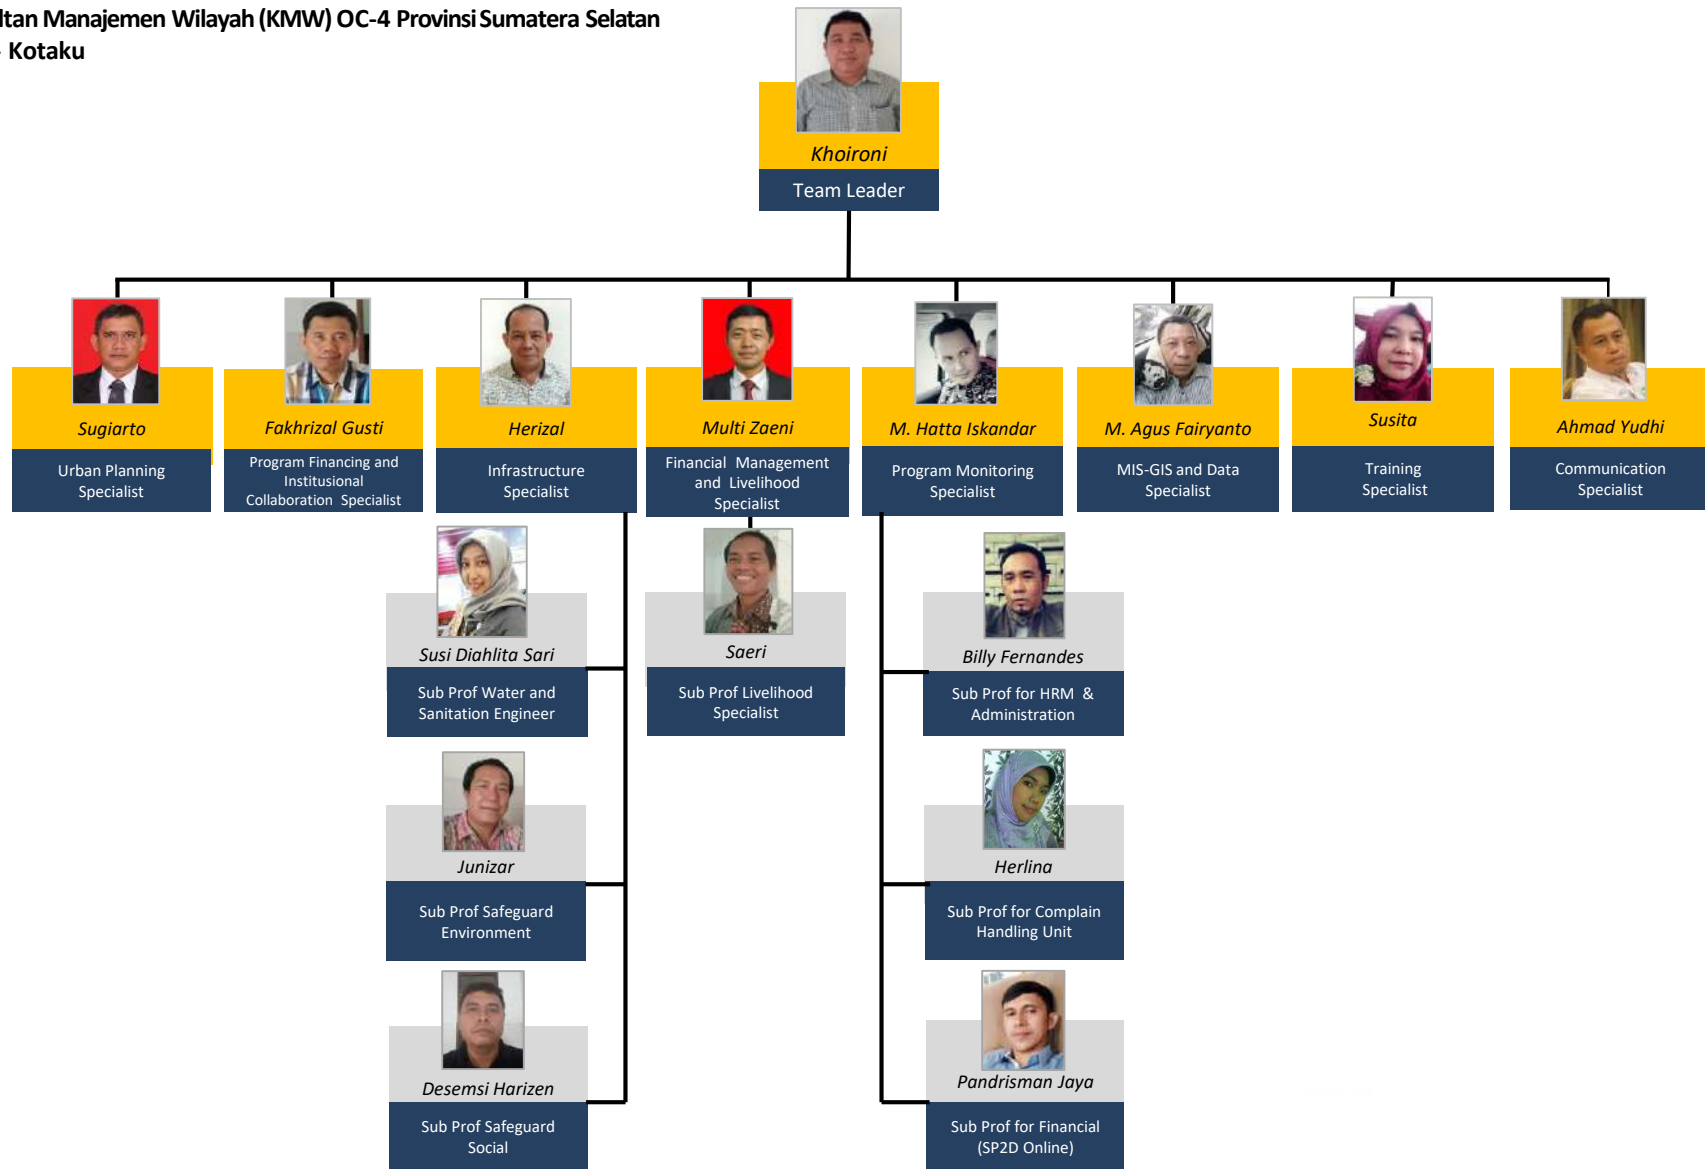 Manajemen Wilayah (KMW) OC-4 Provinsi Sumatera Selatan
- Kotaku
Khoironi
Team Leader
Sugiarto
Urban Planning
Specialist
Fakhrizal Gusti
Program Financing and
Institusional
Collaboration Specialist
Herizal
Infrastructure
Specialist
Multi Zaeni
Financial Management
and Livelihood
Specialist
M. Hatta Iskandar
Program Monitoring
Specialist
M. Agus Fairyanto
MIS-GIS and Data
Specialist
Susita
Training
Specialist
Ahmad Yudhi
Communication
Specialist
Susi Diahlita Sari
Sub Prof Water and
Sanitation Engineer
Saeri
Sub Prof Livelihood
Specialist
Billy Fernandes
Sub Prof for HRM &
Administration
Junizar
Sub Prof Safeguard
Environment
Herlina
Sub Prof for Complain
Handling Unit
Desemsi Harizen
Sub Prof Safeguard
Social
Pandrisman Jaya
Sub Prof for Financial
(SP2D Online)